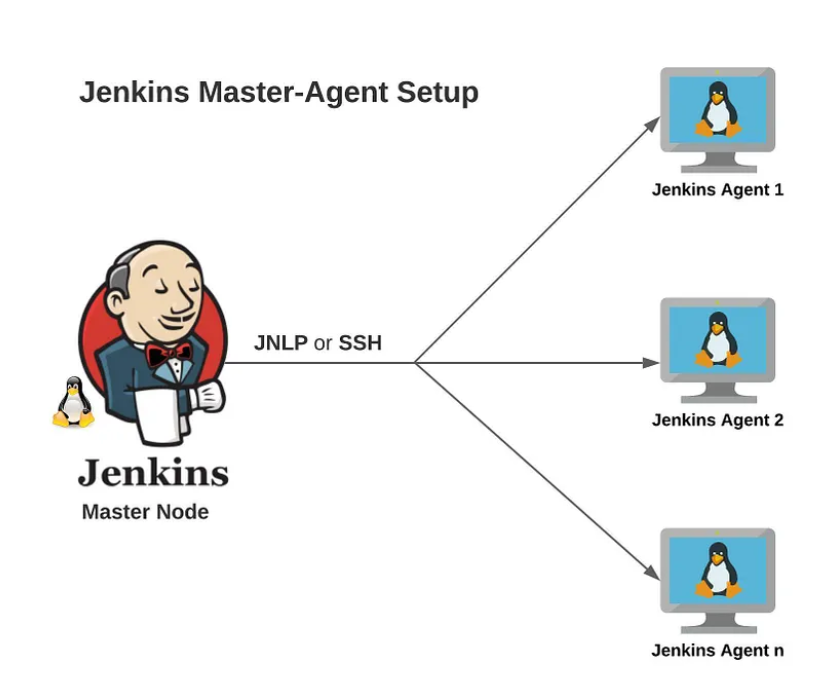 Jenkins Master-Agent Setup
Jenkins Agent 1
JNLP or SSH
Jenkins Agent 2
Jenkins
Master Node
Jenkins Agent n